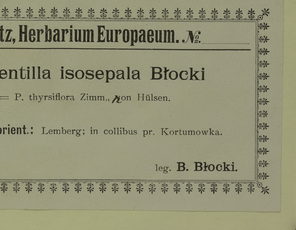 tz, Herbarium Europaeum. №.
entilla isosepala Błocki
= P. thyrsiflora Zimm., non Hülsen.
orient.: Lemberg; in collibus pr. Kortumowka.
leg. B. Błocki.